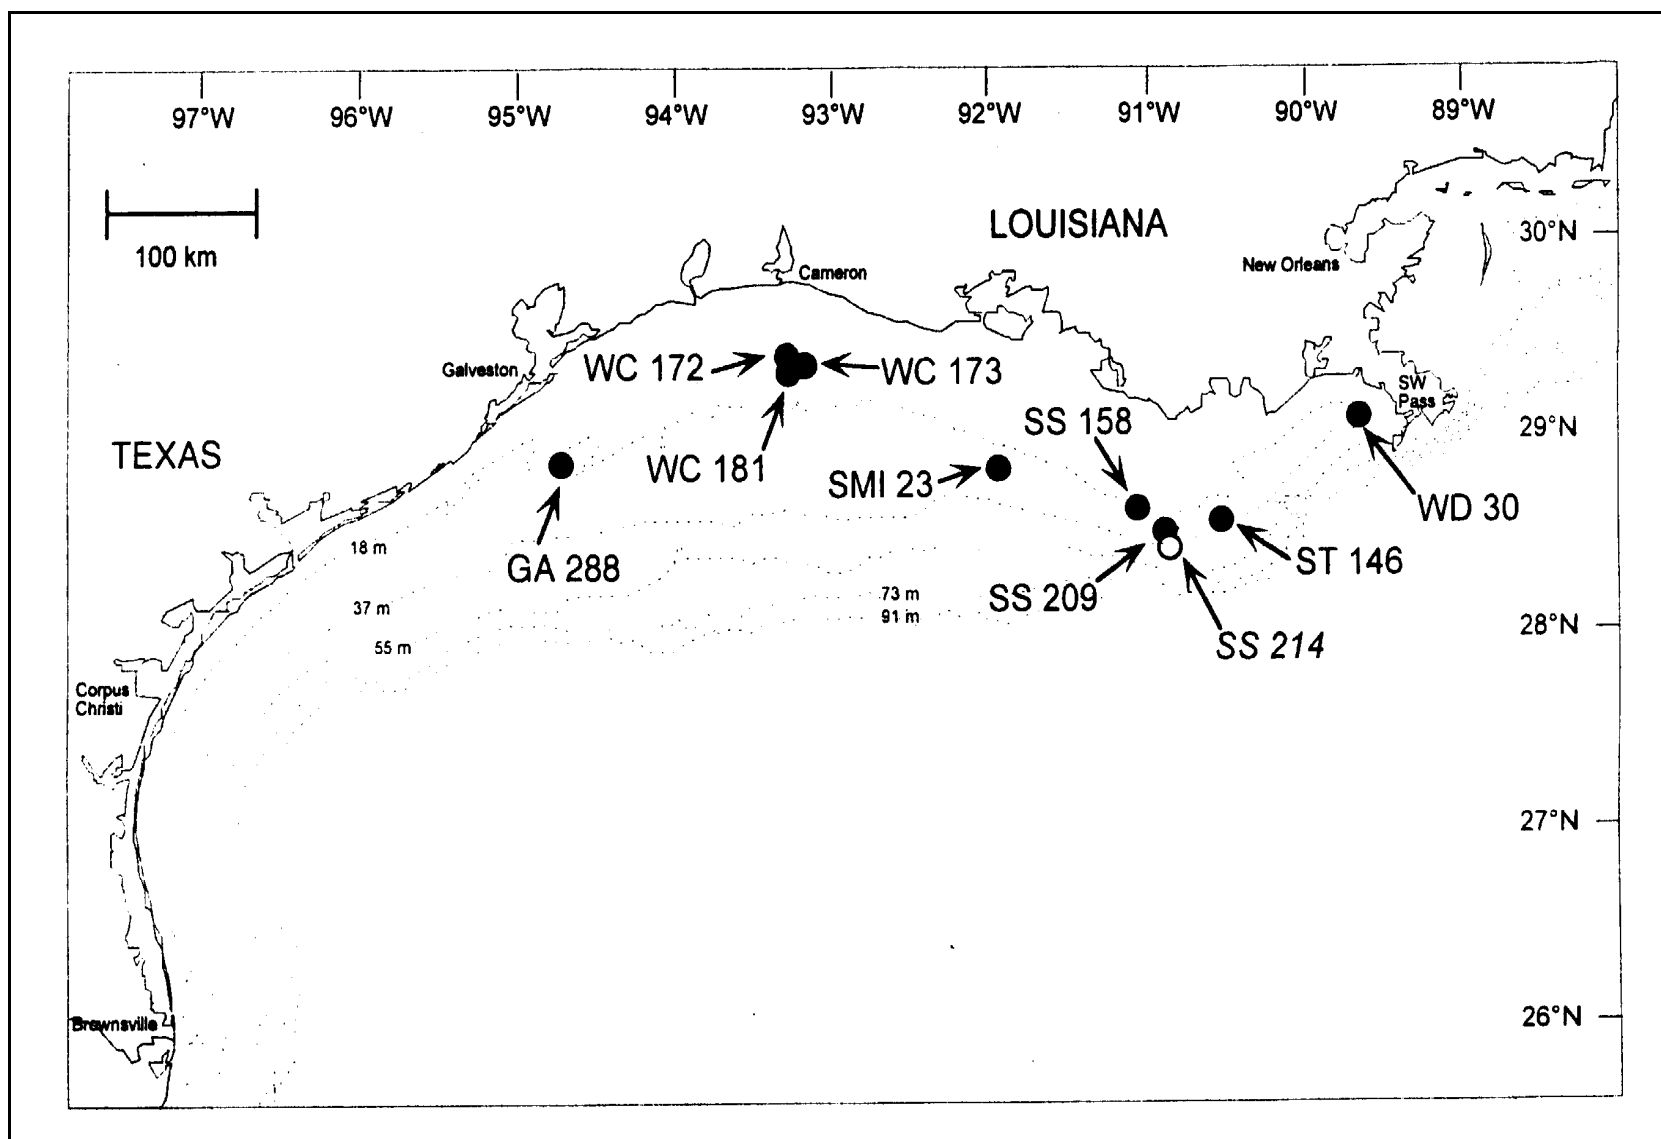 97°W 96°W 95°W 94°W 93°W 92°W 91°W 90°W 89°W
100 km
LOUISIANA
30°N
New Orleans
Cameron
Galveston
WC 172
WC 173
SW
Pass
SS 158
29°N
TEXAS
WC 181
SMI 23
WD 30
18 m
GA 288
ST 146
37 m
73 m
SS 209
91 m
28°N
55 m
SS 214
Corpus
Christi
27°N
Brownsville
26°N